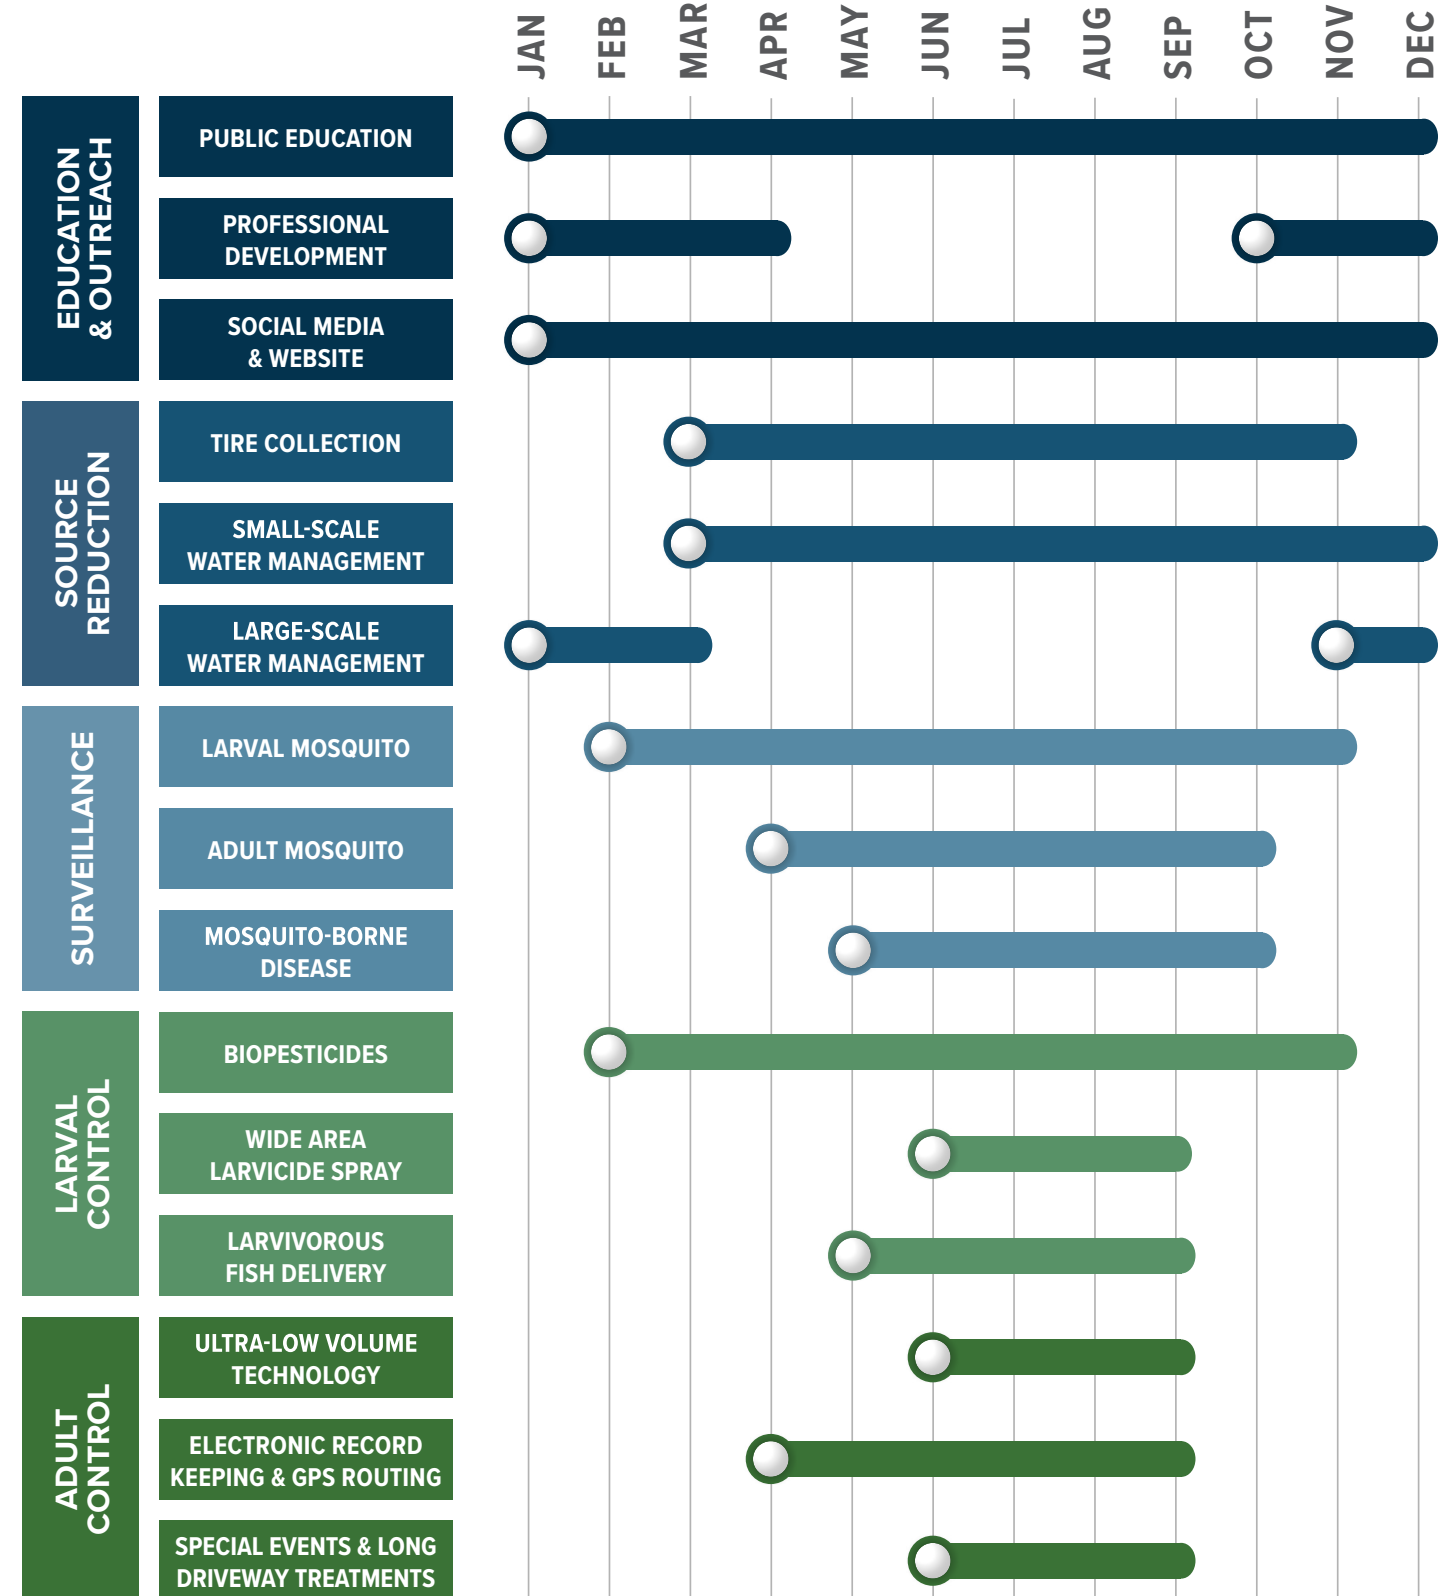 JAN
FEB
MAR
APR
MAY
JUN
JUL
AUG
SEP
OCT
NOV
DEC
EDUCATION
& OUTREACH
PUBLIC EDUCATION
PROFESSIONAL
DEVELOPMENT
SOCIAL MEDIA
& WEBSITE
SOURCE
REDUCTION
TIRE COLLECTION
SMALL-SCALE
WATER MANAGEMENT
LARGE-SCALE
WATER MANAGEMENT
SURVEILLANCE
LARVAL MOSQUITO
ADULT MOSQUITO
MOSQUITO-BORNE
DISEASE
LARVAL
CONTROL
BIOPESTICIDES
WIDE AREA
LARVICIDE SPRAY
LARVIVOROUS
FISH DELIVERY
ADULT
CONTROL
ULTRA-LOW VOLUME
TECHNOLOGY
ELECTRONIC RECORD
KEEPING & GPS ROUTING
SPECIAL EVENTS & LONG
DRIVEWAY TREATMENTS